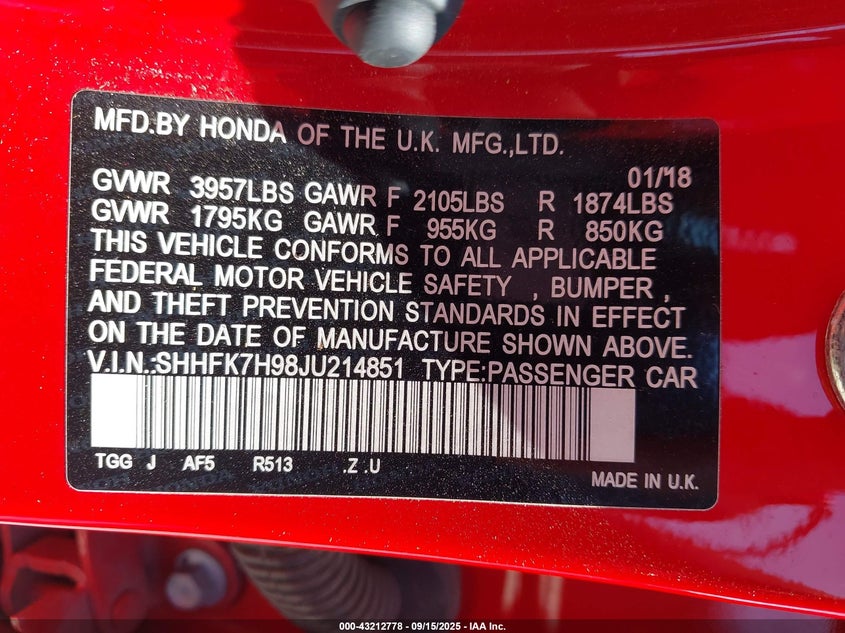 MFD.BY HONDA OF THE U.K. MFG.,LTD.
01/18
GVWR 3957LBS GAWR F 2105LBS R 1874LBS
GVWR 1795KG GAWR F 955KG R 850KG
THIS VEHICLE CONFORMS TO ALL APPLICABLE
FEDERAL MOTOR VEHICLE SAFETY , BUMPER ,
AND THEFT PREVENTION STANDARDS IN EFFECT
ON THE DATE OF MANUFACTURE SHOWN ABOVE.
V.I.N.:SHHFK7H98JU214851 TYPE:PASSENGER CAR
TGG J AF5 R513 .Z .U
MADE IN U.K.
000-43212778 - 09/15/2025 - IAA Inc.